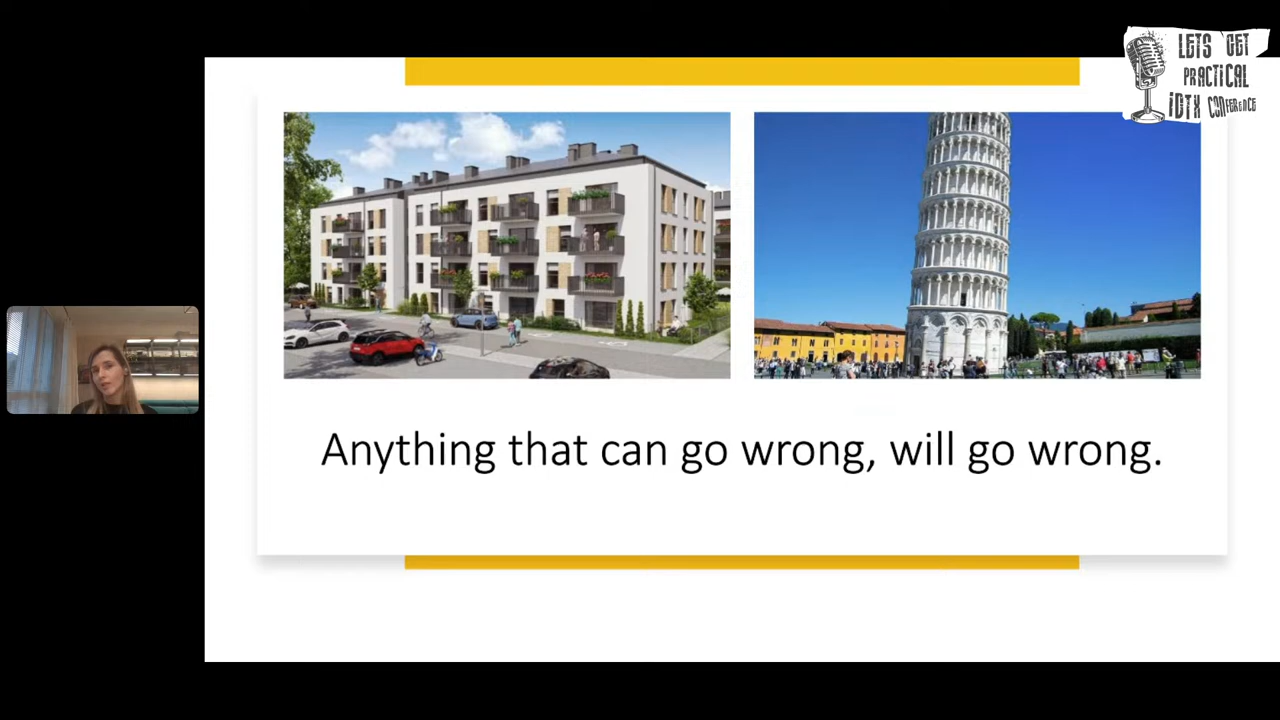 LETS GET
PRACTICAL
iDTX CONFERENCE
Anything that can go wrong, will go wrong.